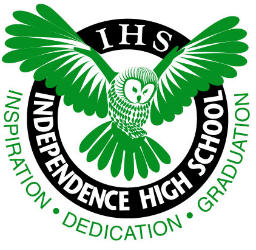 IHS
INDEPENDENCE HIGH SCHOOL
INSPIRATION • DEDICATION • GRADUATION